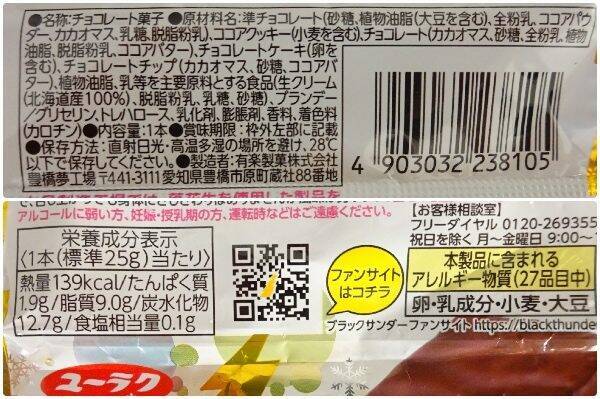 ●名称:チョコレート菓子 ●原材料名:準チョコレート(砂糖、植物油脂(大豆を含む)、全粉乳、ココアパウ
ダー、カカオマス、乳糖、脱脂粉乳)、ココアクッキー(小麦を含む)、チョコレート(カカオマス、砂糖、全粉乳、植物
油脂、脱脂粉乳、ココアバター)、チョコレートケーキ(卵を
含む)、チョコレートチップ(カカオマス、砂糖、ココアバ
ター)、植物油脂、乳等を主要原料とする食品(生クリーム
(北海道産100%)、脱脂粉乳、乳糖、砂糖)、ブランデー
/グリセリン、トレハロース、乳化剤、膨脹剤、香料、着色料
(カロチン) ●内容量:1本 ●賞味期限:枠外左部に記載
●保存方法:直射日光・高温多湿の場所を避け、28℃
以下で保存してください。●製造者:有楽製菓株式会社
豊橋夢工場 〒441-3111 愛知県豊橋市原町蔵社88番地
4 903032 238105
アルコールに弱い方、妊娠・授乳期の方、運転時などはご遠慮ください。
栄養成分表示
〈1本(標準25g)当たり〉
熱量139kcal/たんぱく質
1.9g/脂質9.0g/炭水化物
12.7g/食塩相当量0.1g
ファンサイト
はコチラ
【お客様相談室】
フリーダイヤル 0120-269355
祝日を除く 月〜金曜日 9:00〜
本製品に含まれる
アレルギー物質(27品目中)
卵・乳成分・小麦・大豆
ブラックサンダーファンサイト https://blackthunde
ユーラク